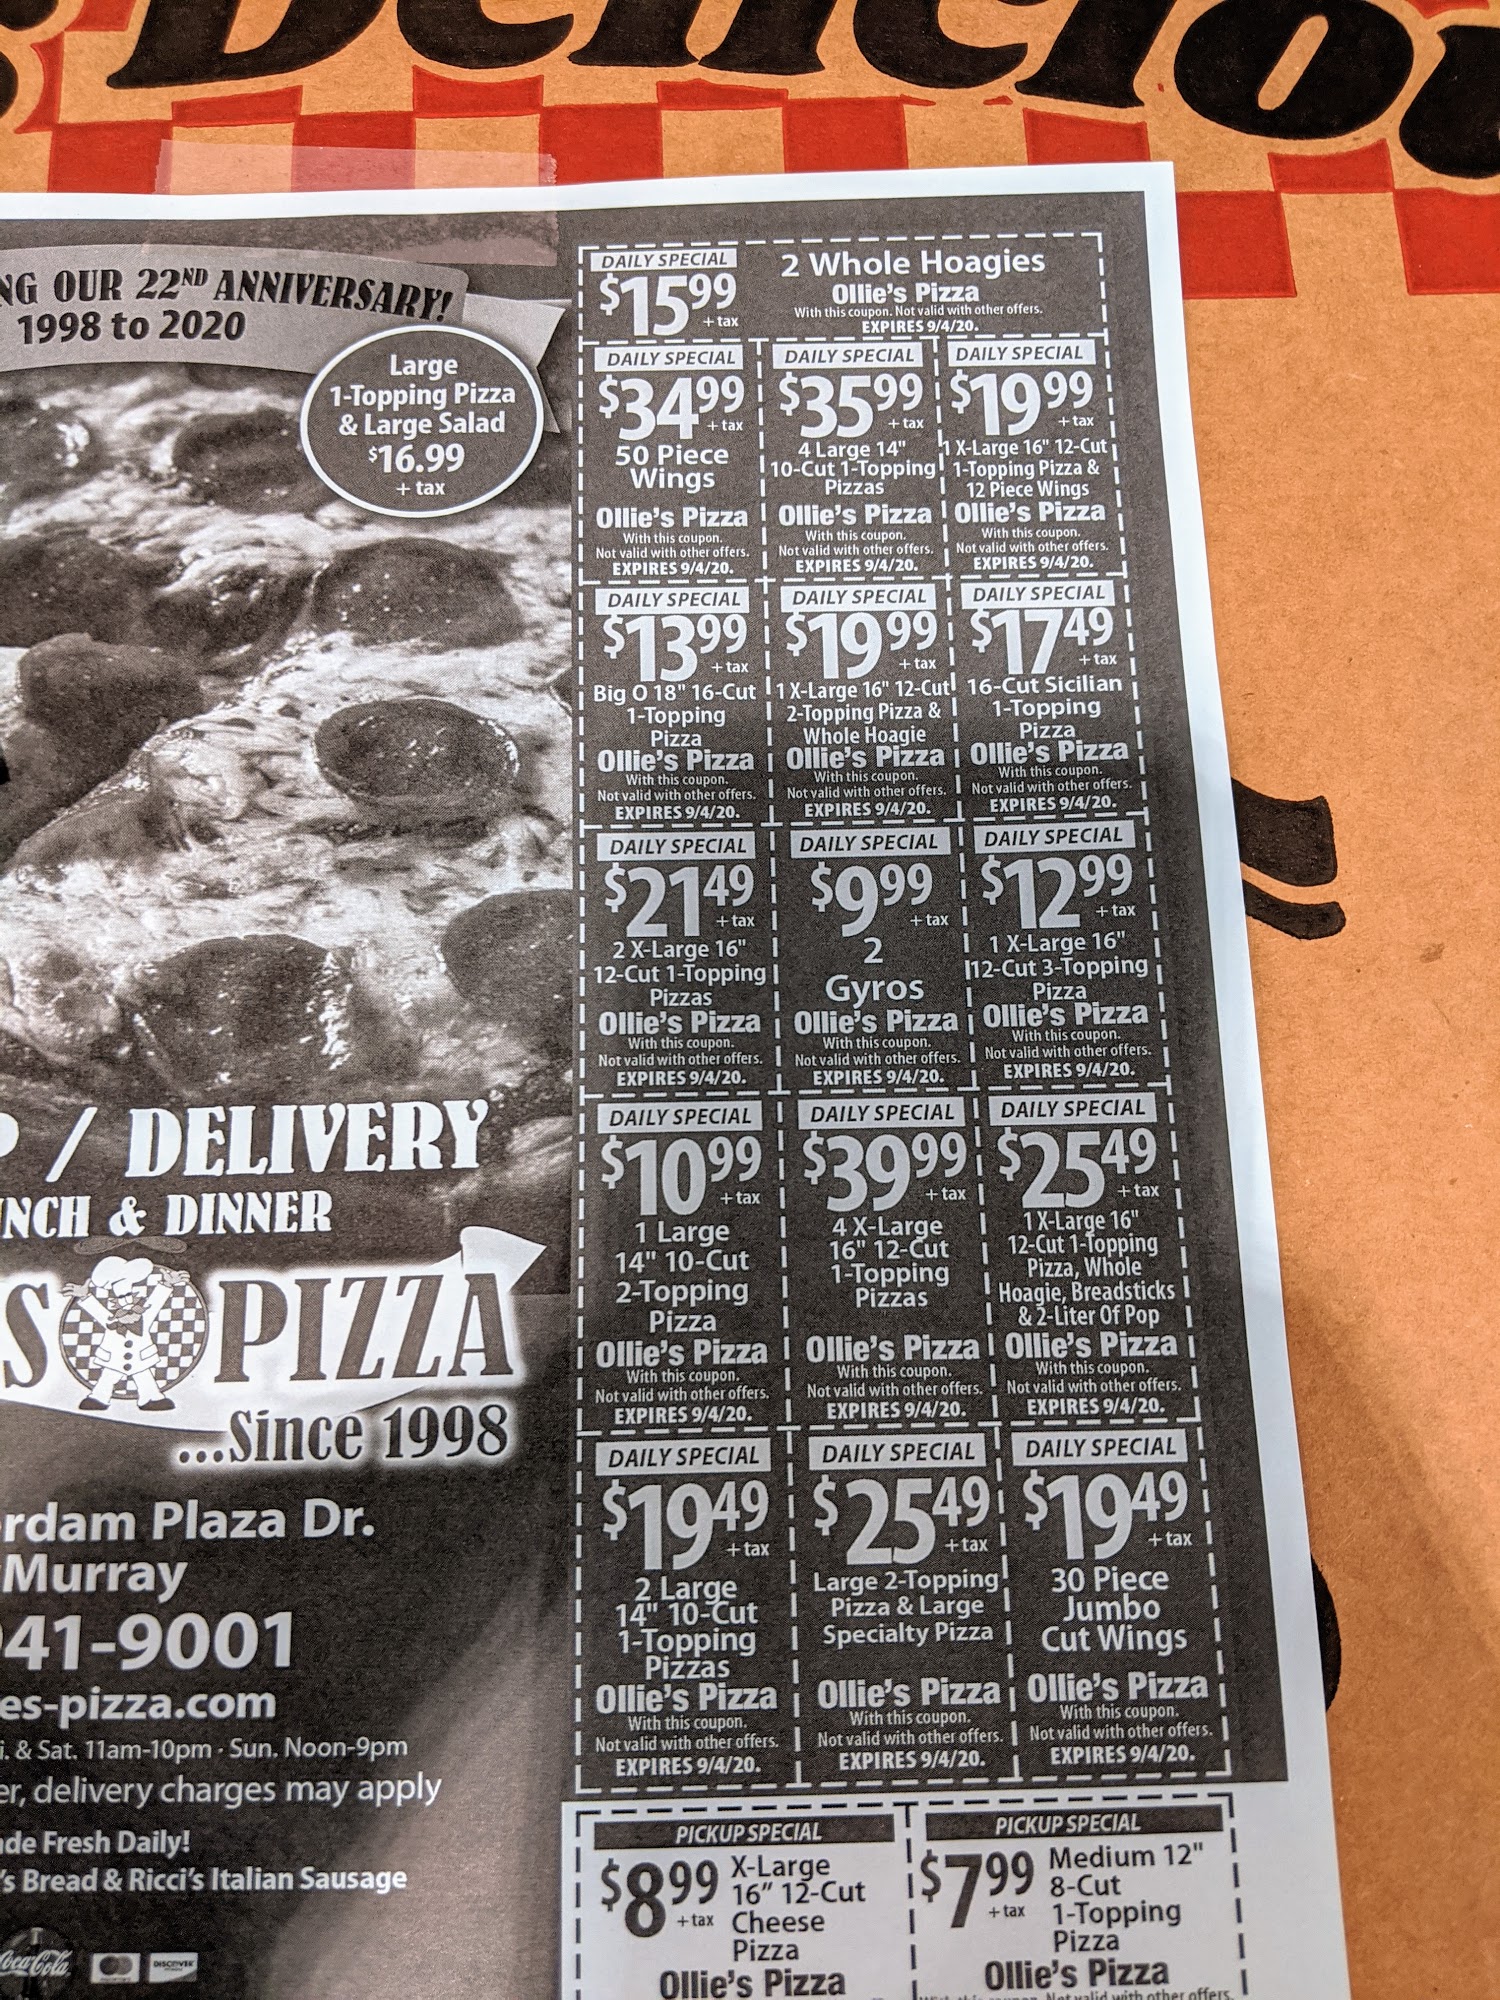 Delicio
NG OUR 22ND ANNIVERSARY!
1998 to 2020
Large
1-Topping Pizza
& Large Salad
$16.99
+ tax
/ DELIVERY
NCH & DINNER
S PIZZA
...Since 1998
rdam Plaza Dr.
Murray
41-9001
es-pizza.com
i. & Sat. 11am-10pm · Sun. Noon-9pm
er, delivery charges may apply
de Fresh Daily!
's Bread & Ricci's Italian Sausage
Coca-Cola
DISCOVER
DAILY SPECIAL
$15.99
+ tax
2 Whole Hoagies
Ollie's Pizza
With this coupon. Not valid with other offers.
EXPIRES 9/4/20.
DAILY SPECIAL
$34.99
+ tax
50 Piece
Wings
Ollie's Pizza
With this coupon.
Not valid with other offers.
EXPIRES 9/4/20.
DAILY SPECIAL
$35.99
+ tax
4 Large 14"
10-Cut 1-Topping
Pizzas
Ollie's Pizza
With this coupon.
Not valid with other offers.
EXPIRES 9/4/20.
DAILY SPECIAL
$19.99
+ tax
1 X-Large 16" 12-Cut
1-Topping Pizza &
12 Piece Wings
Ollie's Pizza
With this coupon.
Not valid with other offers.
EXPIRES 9/4/20.
DAILY SPECIAL
$13.99
+ tax
Big O 18" 16-Cut
1-Topping
Pizza
Ollie's Pizza
With this coupon.
Not valid with other offers.
EXPIRES 9/4/20.
DAILY SPECIAL
$19.99
+ tax
1 X-Large 16" 12-Cut
2-Topping Pizza &
Whole Hoagie
Ollie's Pizza
With this coupon.
Not valid with other offers.
EXPIRES 9/4/20.
DAILY SPECIAL
$17.49
+ tax
16-Cut Sicilian
1-Topping
Pizza
Ollie's Pizza
With this coupon.
Not valid with other offers.
EXPIRES 9/4/20.
DAILY SPECIAL
$21.49
+ tax
2 X-Large 16"
12-Cut 1-Topping
Pizzas
Ollie's Pizza
With this coupon.
Not valid with other offers.
EXPIRES 9/4/20.
DAILY SPECIAL
$9.99
+ tax
2
Gyros
Ollie's Pizza
With this coupon.
Not valid with other offers.
EXPIRES 9/4/20.
DAILY SPECIAL
$12.99
+ tax
1 X-Large 16"
12-Cut 3-Topping
Pizza
Ollie's Pizza
With this coupon.
Not valid with other offers.
EXPIRES 9/4/20.
DAILY SPECIAL
$10.99
+ tax
1 Large
14" 10-Cut
2-Topping
Pizza
Ollie's Pizza
With this coupon.
Not valid with other offers.
EXPIRES 9/4/20.
DAILY SPECIAL
$39.99
+ tax
4 X-Large
16" 12-Cut
1-Topping
Pizzas
Ollie's Pizza
With this coupon.
Not valid with other offers.
EXPIRES 9/4/20.
DAILY SPECIAL
$25.49
+ tax
1 X-Large 16"
12-Cut 1-Topping
Pizza, Whole
Hoagie, Breadsticks
& 2-Liter Of Pop
Ollie's Pizza
With this coupon.
Not valid with other offers.
EXPIRES 9/4/20.
DAILY SPECIAL
$19.49
+ tax
2 Large
14" 10-Cut
1-Topping
Pizzas
Ollie's Pizza
With this coupon.
Not valid with other offers.
EXPIRES 9/4/20.
DAILY SPECIAL
$25.49
+ tax
Large 2-Topping
Pizza & Large
Specialty Pizza
Ollie's Pizza
With this coupon.
Not valid with other offers.
EXPIRES 9/4/20.
DAILY SPECIAL
$19.49
+ tax
30 Piece
Jumbo
Cut Wings
Ollie's Pizza
With this coupon.
Not valid with other offers.
EXPIRES 9/4/20.
PICKUP SPECIAL
$8.99
+ tax
X-Large
16" 12-Cut
Cheese
Pizza
Ollie's Pizza
PICKUP SPECIAL
$7.99
+ tax
Medium 12"
8-Cut
1-Topping
Pizza
Ollie's Pizza
Not valid with other offers.